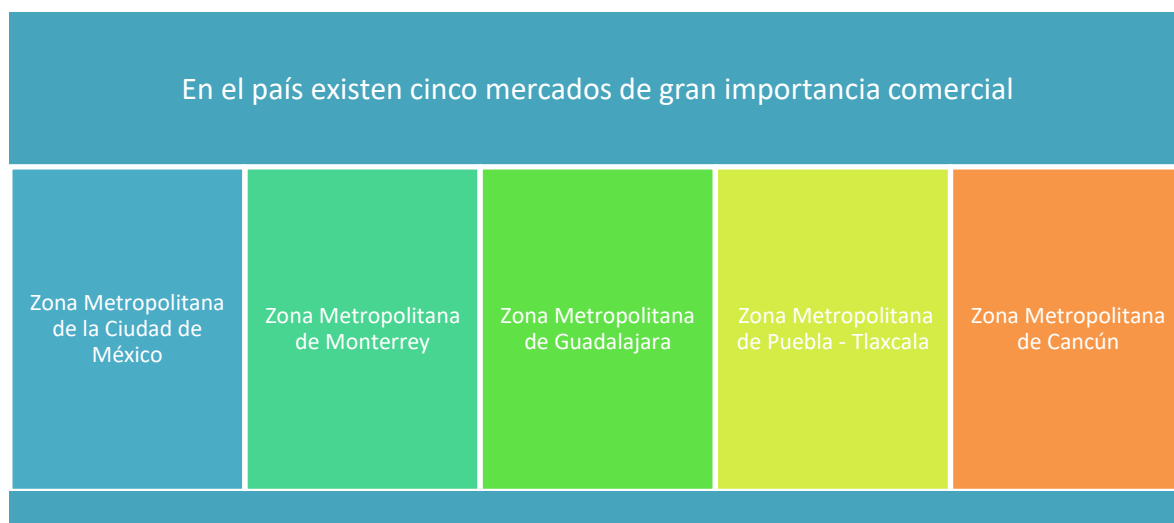 En el país existen cinco mercados de gran importancia comercial
Zona Metropolitana
de la Ciudad de
México
Zona Metropolitana
de Monterrey
Zona Metropolitana
de Guadalajara
Zona Metropolitana
de Puebla - Tlaxcala
Zona Metropolitana
de Cancún